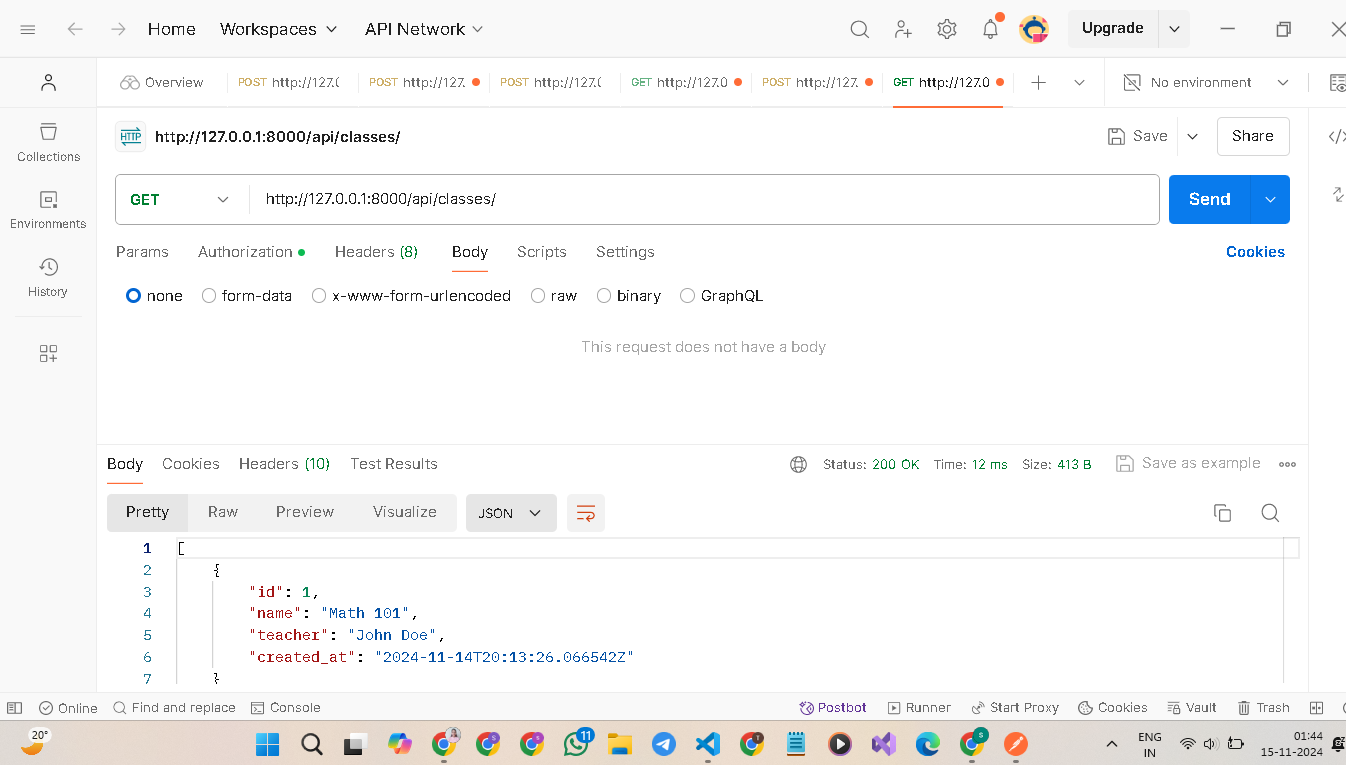 Home Workspaces API Network Upgrade
Overview POST http://127.( POST http://127. POST http://127.( GET http://127.0 POST http://127. GET http://127.0 No environment
HTTP http://127.0.0.1:8000/api/classes/ Save Share
GET http://127.0.0.1:8000/api/classes/ Send
Collections
Environments
History
Params Authorization Headers (8) Body Scripts Settings Cookies
none form-data x-www-form-urlencoded raw binary GraphQL
This request does not have a body
Body Cookies Headers (10) Test Results Status: 200 OK Time: 12 ms Size: 413 B Save as example
Pretty Raw Preview Visualize JSON
1 [
2 {
3 "id": 1,
4 "name": "Math 101",
5 "teacher": "John Doe",
6 "created_at": "2024-11-14T20:13:26.066542Z"
7 }
Online Find and replace Console Postbot Runner Start Proxy Cookies Vault Trash
20° 11 ENG IN 01:44 15-11-2024